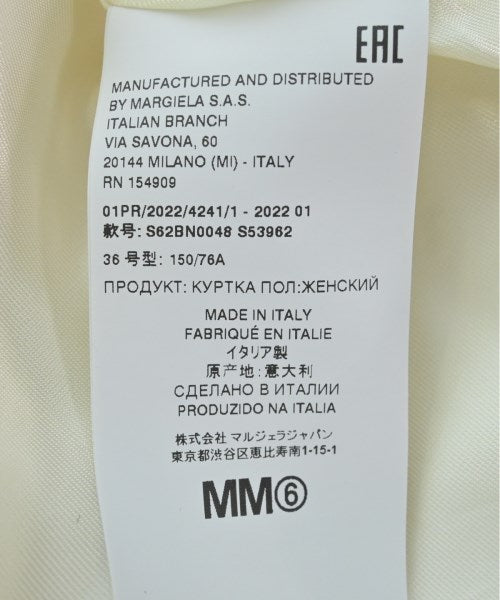 EAC
MANUFACTURED AND DISTRIBUTED
BY MARGIELA S.A.S.
ITALIAN BRANCH
VIA SAVONA, 60
20144 MILANO (MI) - ITALY
RN 154909
01PR/2022/4241/1 - 2022 01
款号: S62BN0048 S53962
36 号型: 150/76A
ПРОДУКТ: КУРТКА ПОЛ:ЖЕНСКИЙ
MADE IN ITALY
FABRIQUÉ EN ITALIE
イタリア製
原产地: 意大利
СДЕЛАНО В ИТАЛИИ
PRODUZIDO NA ITALIA
株式会社 マルジェラジャパン
東京都渋谷区恵比寿南1-15-1
MM⑥